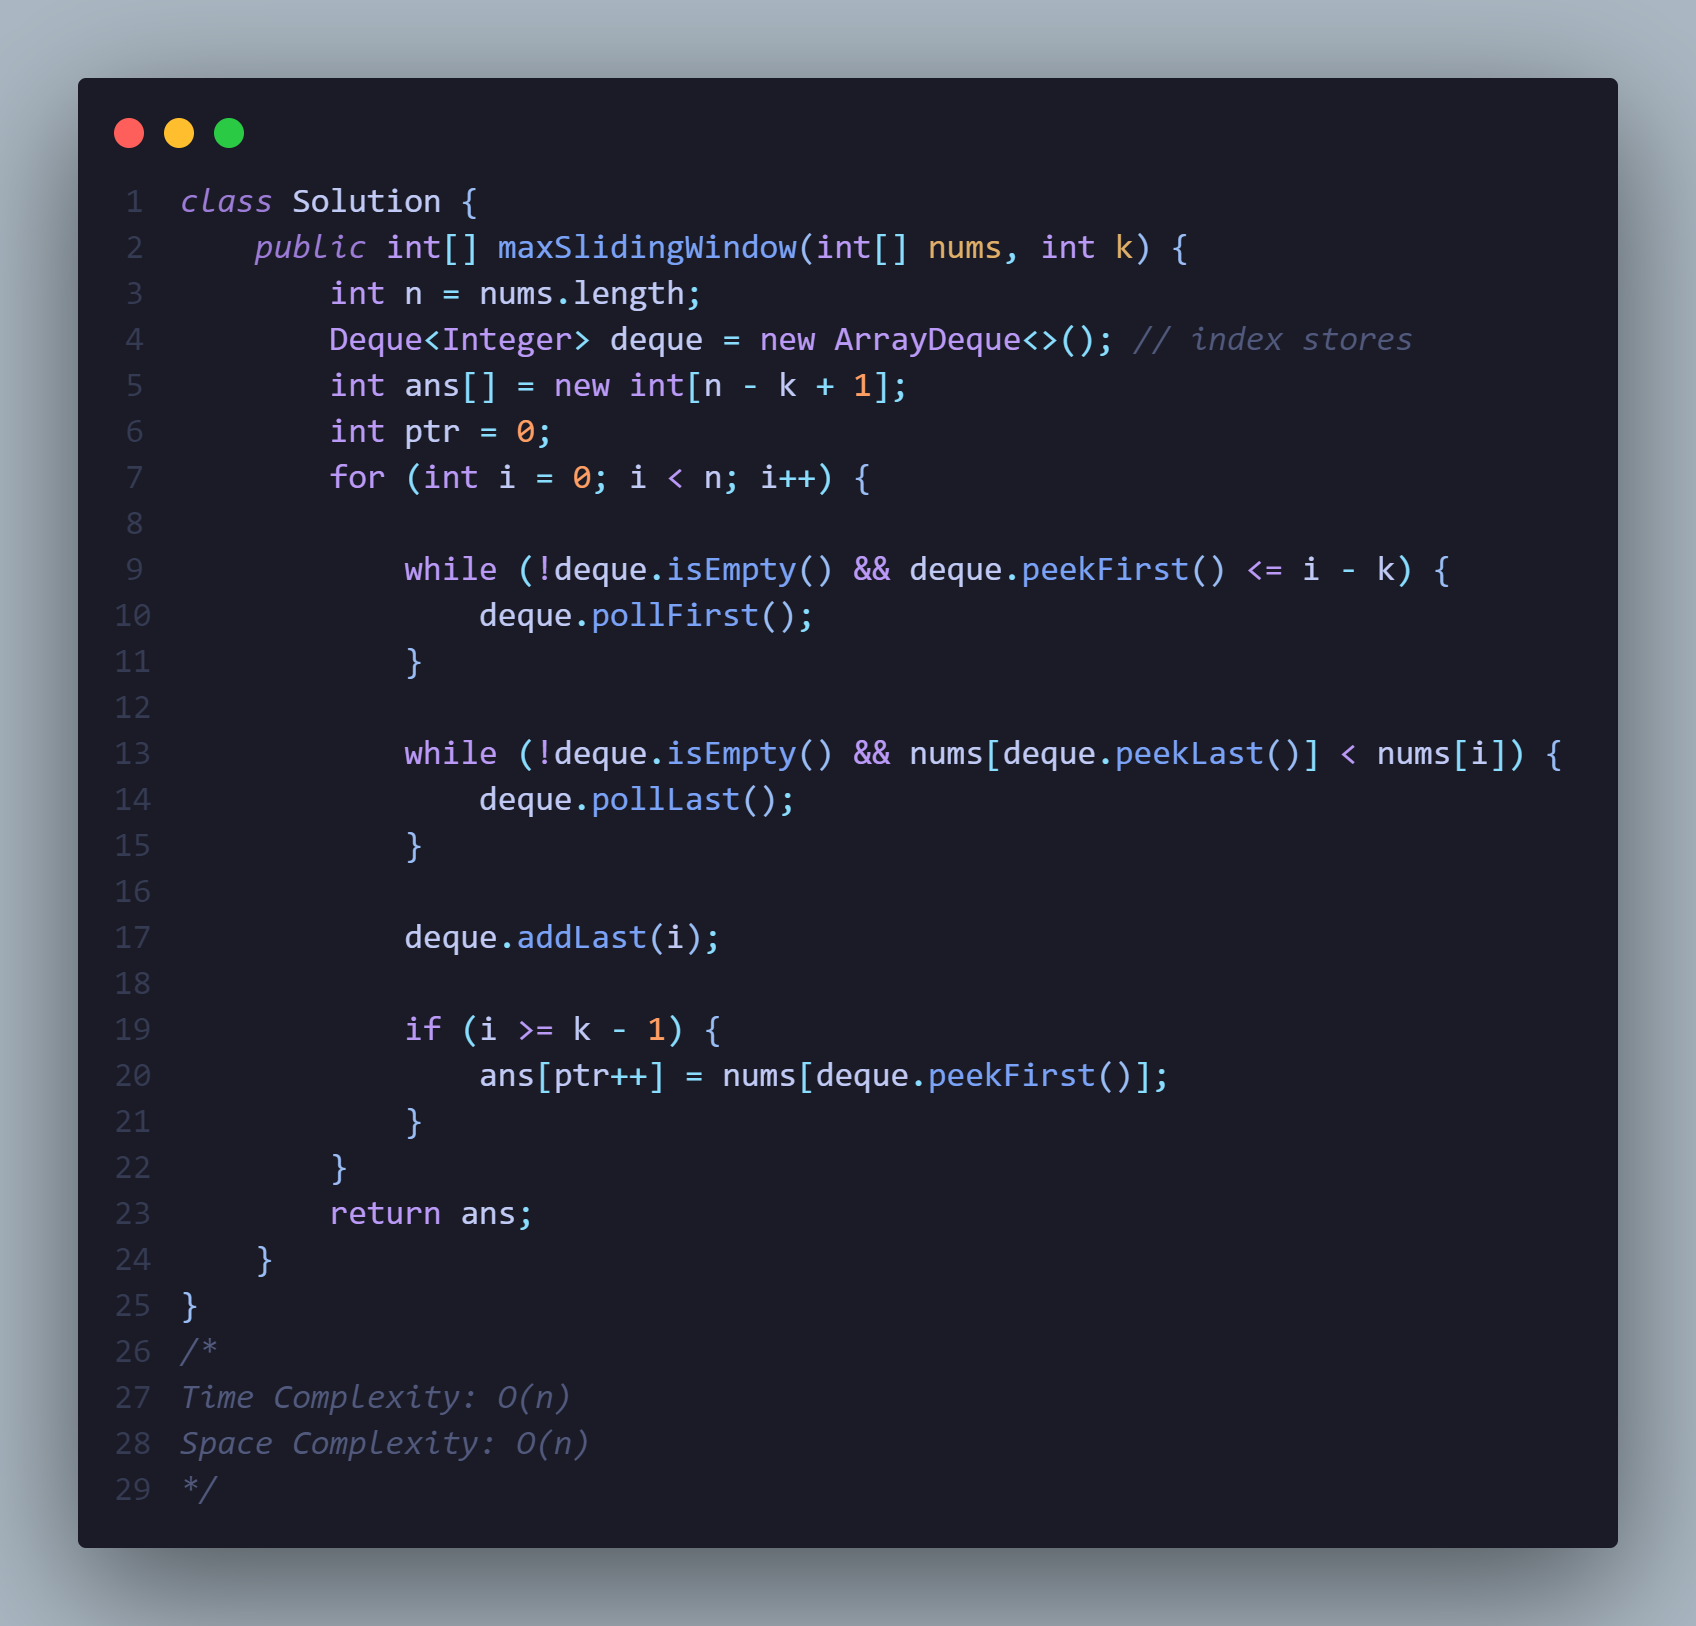 1 class Solution {
2     public int[] maxSlidingWindow(int[] nums, int k) {
3         int n = nums.length;
4         Deque<Integer> deque = new ArrayDeque<>(); // index stores
5         int ans[] = new int[n - k + 1];
6         int ptr = 0;
7         for (int i = 0; i < n; i++) {
8
9             while (!deque.isEmpty() && deque.peekFirst() <= i - k) {
10                 deque.pollFirst();
11             }
12
13             while (!deque.isEmpty() && nums[deque.peekLast()] < nums[i]) {
14                 deque.pollLast();
15             }
16
17             deque.addLast(i);
18
19             if (i >= k - 1) {
20                 ans[ptr++] = nums[deque.peekFirst()];
21             }
22         }
23         return ans;
24     }
25 }
26 /*
27 Time Complexity: O(n)
28 Space Complexity: O(n)
29 */